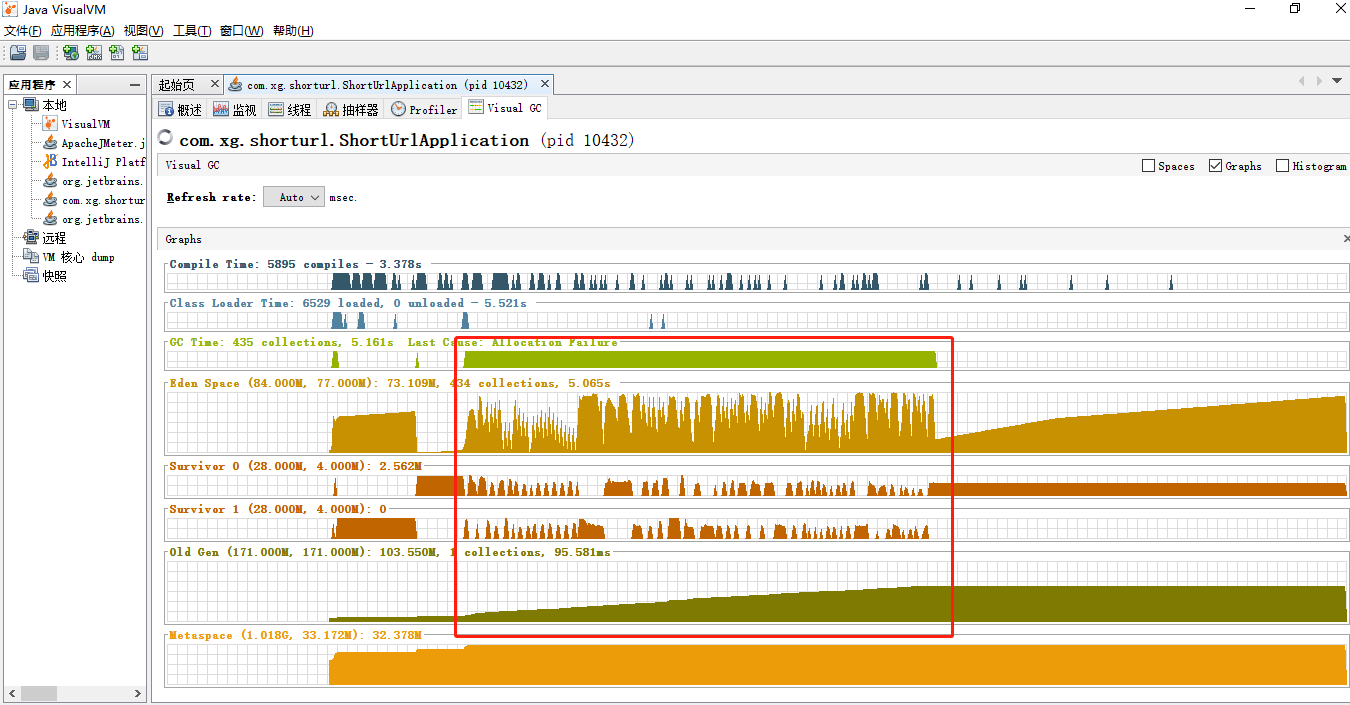 Java VisualVM
文件(F) 应用程序(A) 视图(V) 工具(T) 窗口(W) 帮助(H)
应用程序
本地
VisualVM
ApacheJMeter.j
IntelliJ Platf
org.jetbrains.
com.xg.shortur
org.jetbrains.
远程
VM 核心 dump
快照
起始页 com.xg.shorturl.ShortUrlApplication (pid 10432)
概述 监视 线程 抽样器 Profiler Visual GC
com.xg.shorturl.ShortUrlApplication (pid 10432)
Visual GC Spaces Graphs Histogram
Refresh rate: Auto msec.
Graphs
Compile Time: 5895 compiles - 3.378s
Class Loader Time: 6529 loaded, 0 unloaded - 5.521s
GC Time: 435 collections, 5.161s Last Cause: Allocation Failure
Eden Space (84.000M, 77.000M): 73.109M, 434 collections, 5.065s
Survivor 0 (28.000M, 4.000M): 2.562M
Survivor 1 (28.000M, 4.000M): 0
Old Gen (171.000M, 171.000M): 103.550M, 1 collections, 95.581ms
Metaspace (1.018G, 33.172M): 32.378M